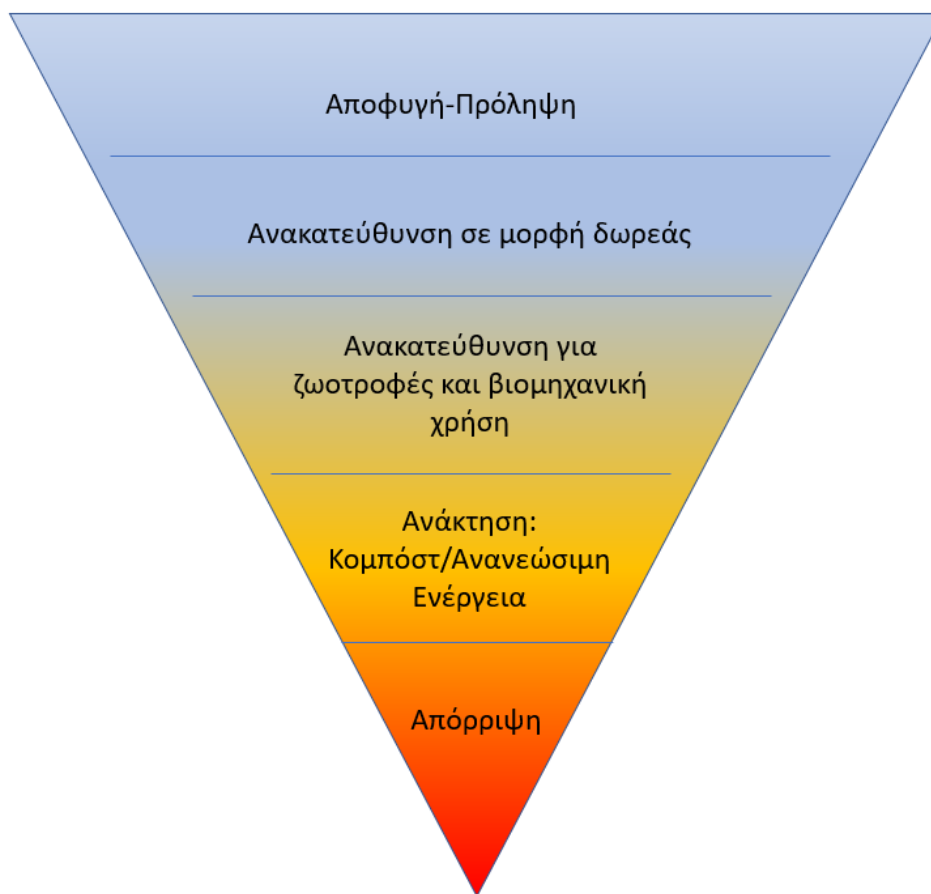 Αποφυγή-Πρόληψη
Ανακατεύθυνση σε μορφή δωρεάς
Ανακατεύθυνση για
ζωοτροφές και βιομηχανική
χρήση
Ανάκτηση:
Κομπόστ/Ανανεώσιμη
Ενέργεια
Απόρριψη